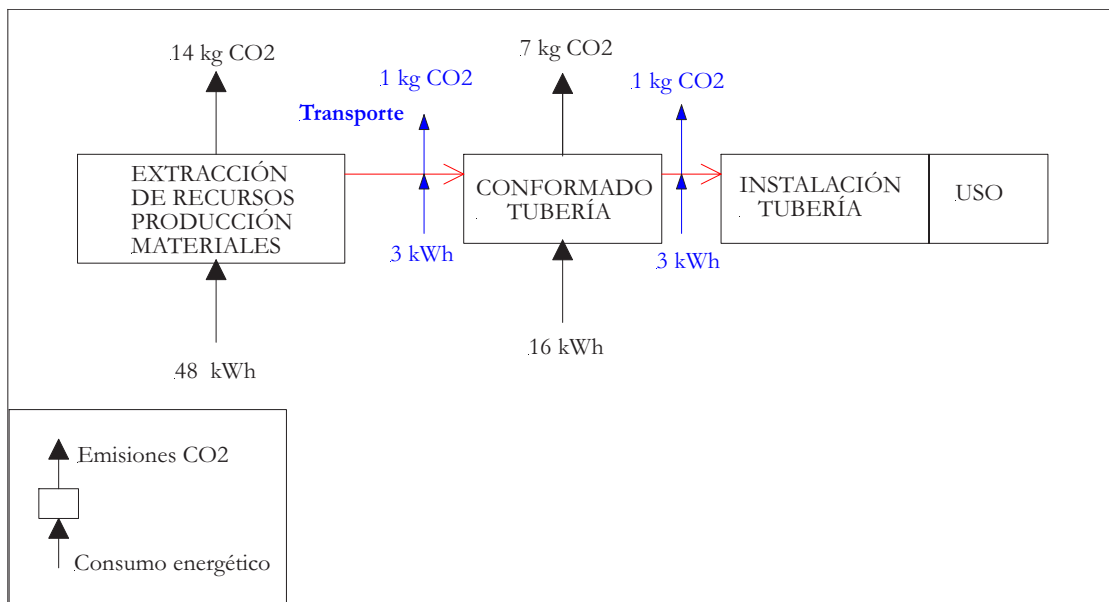 14 kg CO2
7 kg CO2
1 kg CO2
1 kg CO2
Transporte
EXTRACCIÓN
DE RECURSOS
PRODUCCIÓN
MATERIALES
CONFORMADO
TUBERÍA
INSTALACIÓN
TUBERÍA
USO
3 kWh
3 kWh
48 kWh
16 kWh
Emisiones CO2
Consumo energético